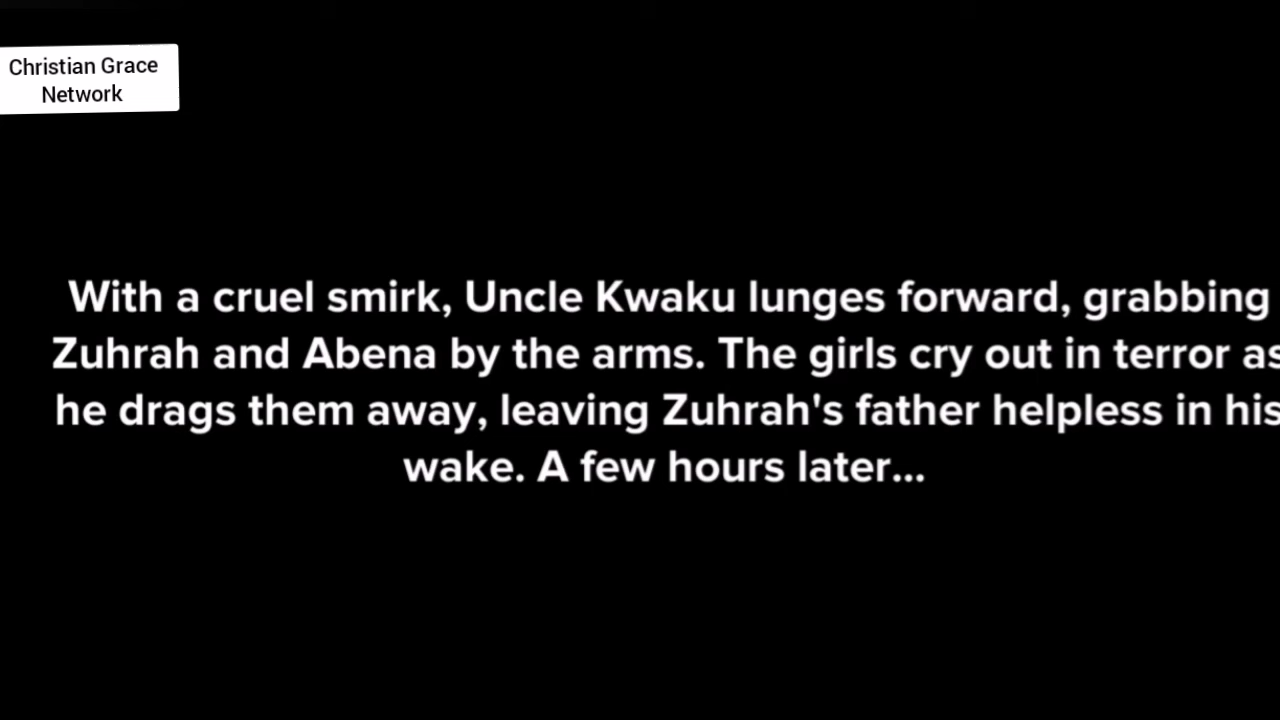 Christian Grace
Network
With a cruel smirk, Uncle Kwaku lunges forward, grabbing
Zuhrah and Abena by the arms. The girls cry out in terror as
he drags them away, leaving Zuhrah's father helpless in his
wake. A few hours later...